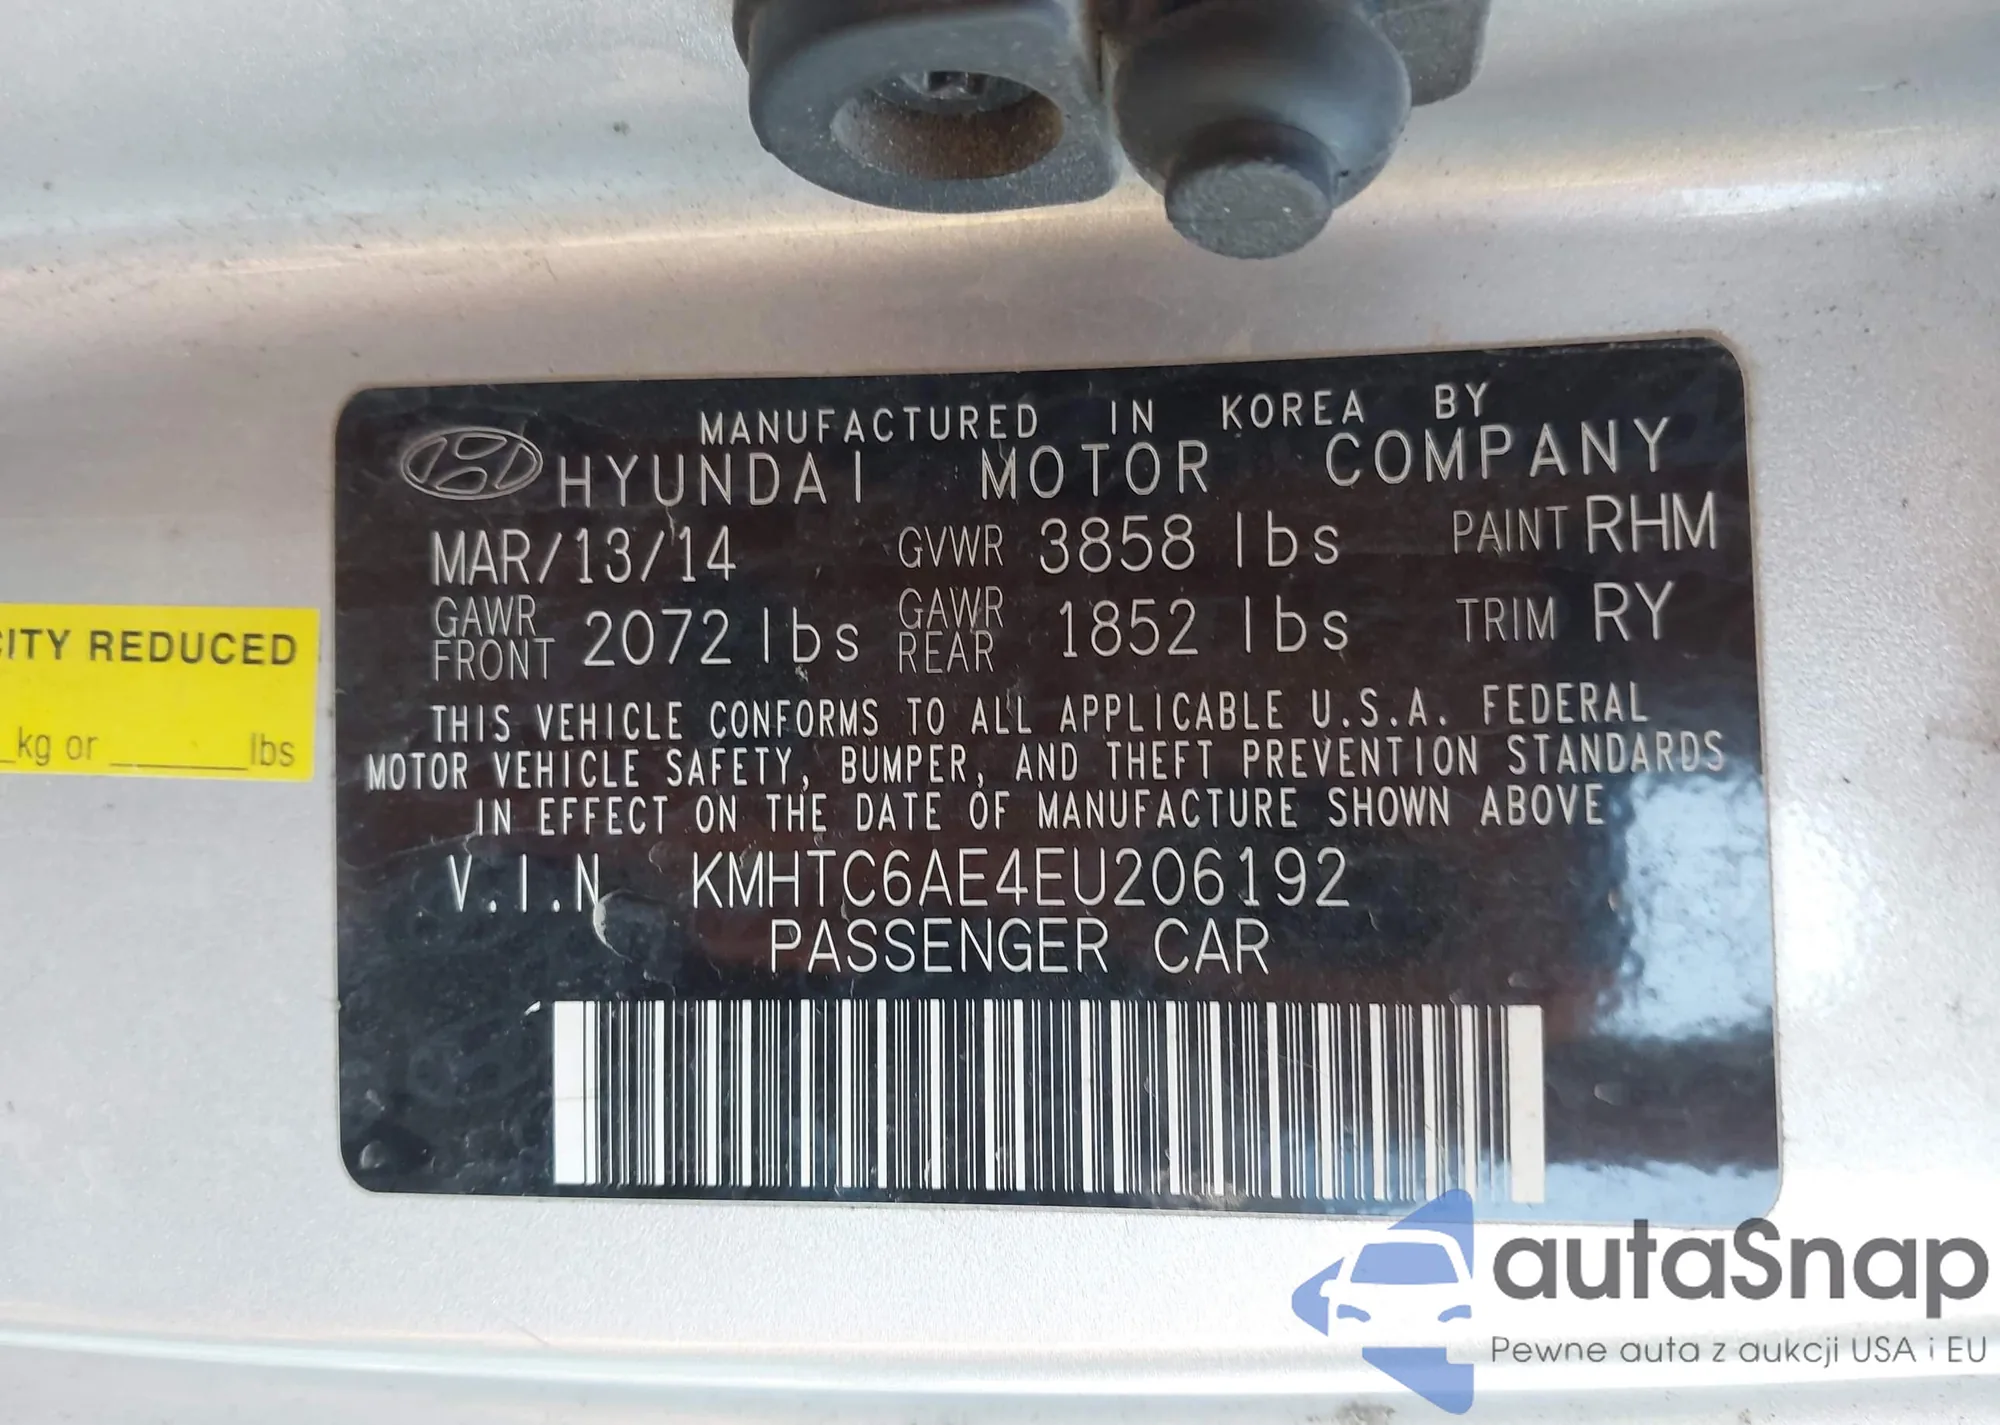 MANUFACTURED IN KOREA BY
HYUNDAI MOTOR COMPANY
MAR/13/14 GVWR 3858 lbs PAINT RHM
GAWR FRONT 2072 lbs GAWR REAR 1852 lbs TRIM RY
THIS VEHICLE CONFORMS TO ALL APPLICABLE U.S.A. FEDERAL
MOTOR VEHICLE SAFETY, BUMPER, AND THEFT PREVENTION STANDARDS
IN EFFECT ON THE DATE OF MANUFACTURE SHOWN ABOVE
V.I.N KMHTC6AE4EU206192
PASSENGER CAR
CITY REDUCED
_kg or ______lbs
autaSnap
Pewne auta z aukcji USA i EU